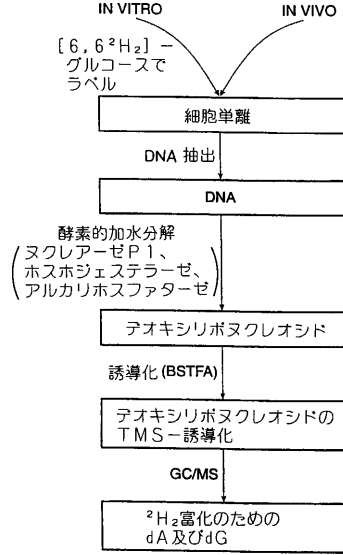 IN VITRO
IN VIVO
[6,6²H₂]－
グルコースで
ラベル
細胞単離
DNA 抽出
DNA
酵素的加水分解
(ヌクレアーゼP1、
ホスホジェステラーゼ、
アルカリホスファターゼ)
デオキシリボヌクレオシド
誘導化(BSTFA)
デオキシリボヌクレオシドの
TMS－誘導化
GC/MS
²H₂富化のための
dA及びdG